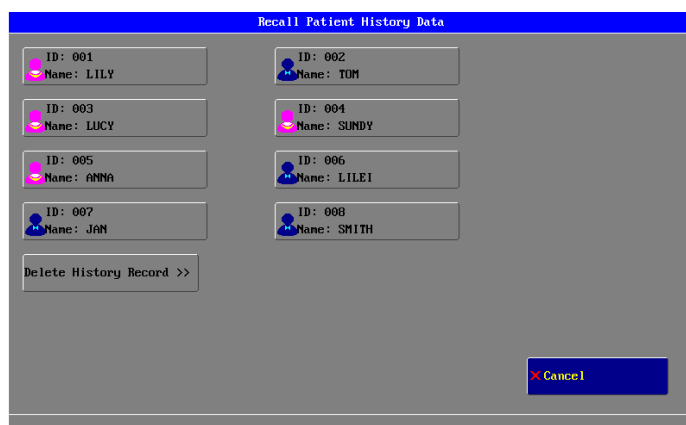 Recall Patient History Data
ID: 001
Name: LILY
ID: 002
Name: TOM
ID: 003
Name: LUCY
ID: 004
Name: SUNDY
ID: 005
Name: ANNA
ID: 006
Name: LILEI
ID: 007
Name: JAN
ID: 008
Name: SMITH
Delete History Record >>
Cancel